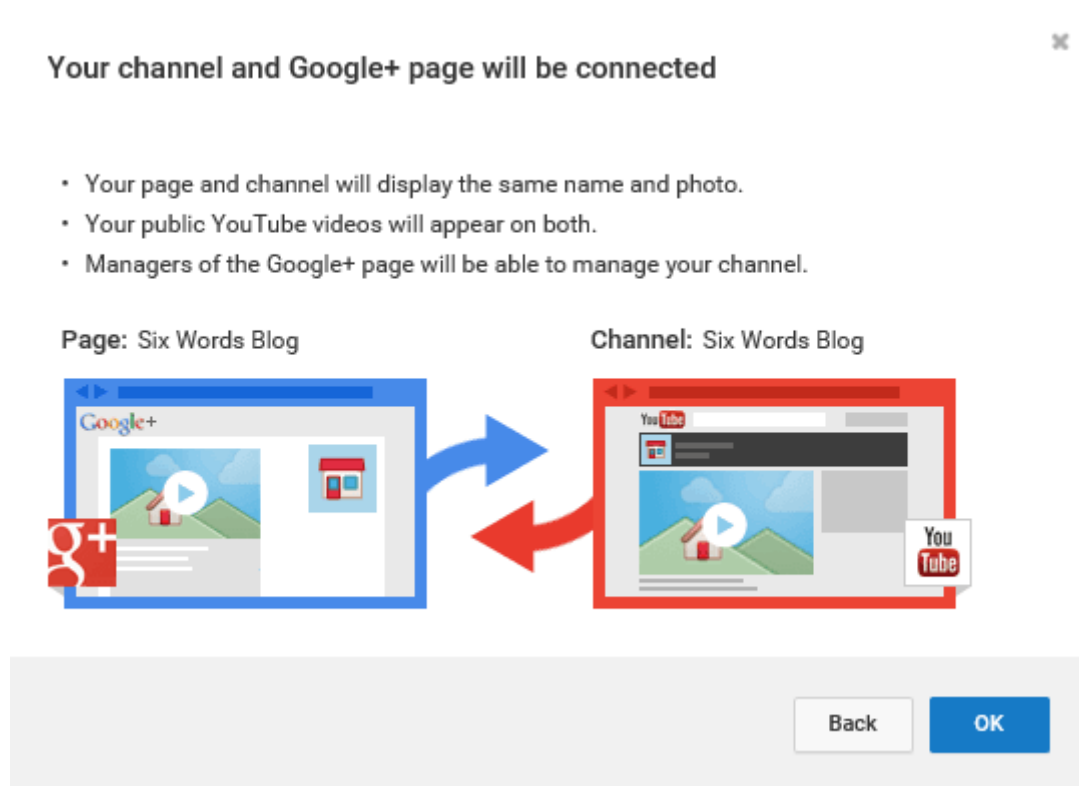 Your channel and Google+ page will be connected
• Your page and channel will display the same name and photo.
• Your public YouTube videos will appear on both.
• Managers of the Google+ page will be able to manage your channel.
Page: Six Words Blog
Channel: Six Words Blog
Google+
YouTube
g+
You
Tube
Back
OK